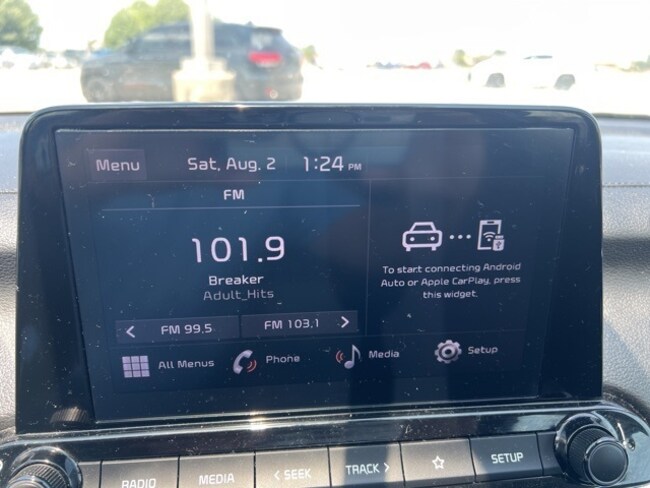 Menu Sat, Aug. 2 1:24 PM
FM
101.9
Breaker
Adult_Hits
FM 99.5 FM 103.1
To start connecting Android
Auto or Apple CarPlay, press
this widget.
All Menus Phone Media Setup
RADIO MEDIA < SEEK TRACK > SETUP